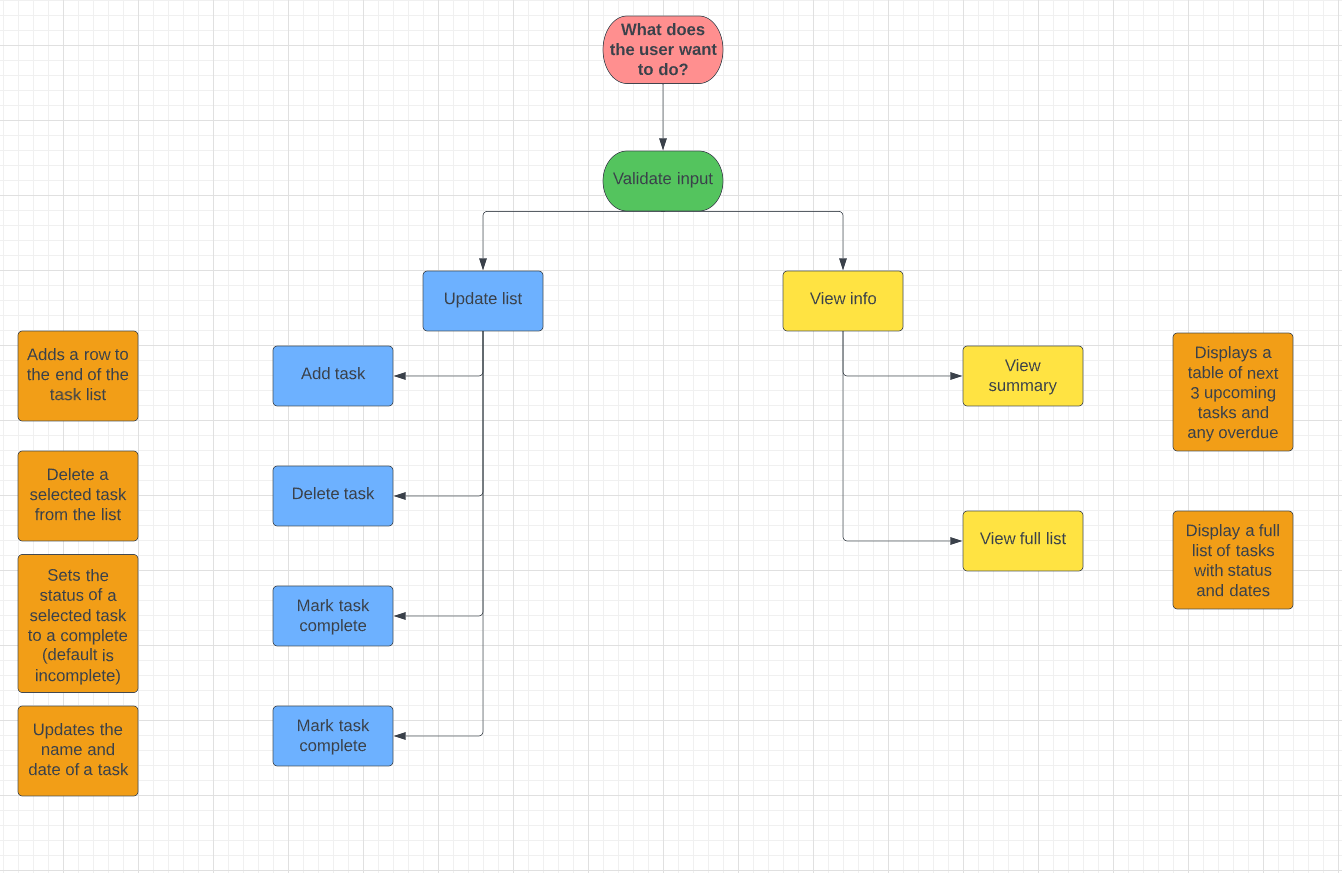 What does
the user want
to do?
Validate input
Update list
View info
Adds a row to
the end of the
task list
Add task
View
summary
Displays a
table of next
3 upcoming
tasks and
any overdue
Delete a
selected task
from the list
Delete task
View full list
Display a full
list of tasks
with status
and dates
Sets the
status of a
selected task
to a complete
(default is
incomplete)
Mark task
complete
Updates the
name and
date of a task
Mark task
complete